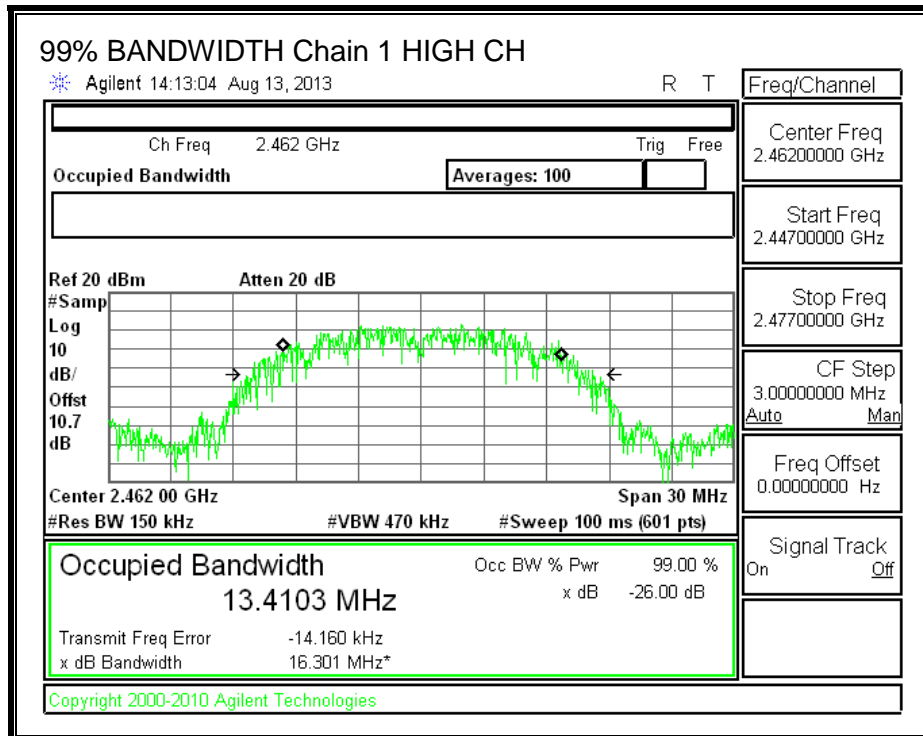 99% BANDWIDTH Chain 1 HIGH CH
Agilent 14:13:04 Aug 13, 2013 R T
Freq/Channel
Ch Freq 2.462 GHz Trig Free
Occupied Bandwidth Averages: 100
Center Freq
2.46200000 GHz
Start Freq
2.44700000 GHz
Stop Freq
2.47700000 GHz
CF Step
3.00000000 MHz
Auto Man
Freq Offset
0.00000000 Hz
Signal Track
On Off
Ref 20 dBm Atten 20 dB
#Samp
Log
10
dB/
Offst
10.7
dB
Center 2.462 00 GHz Span 30 MHz
#Res BW 150 kHz #VBW 470 kHz #Sweep 100 ms (601 pts)
Occupied Bandwidth Occ BW % Pwr 99.00 %
13.4103 MHz x dB -26.00 dB
Transmit Freq Error -14.160 kHz
x dB Bandwidth 16.301 MHz*
Copyright 2000-2010 Agilent Technologies